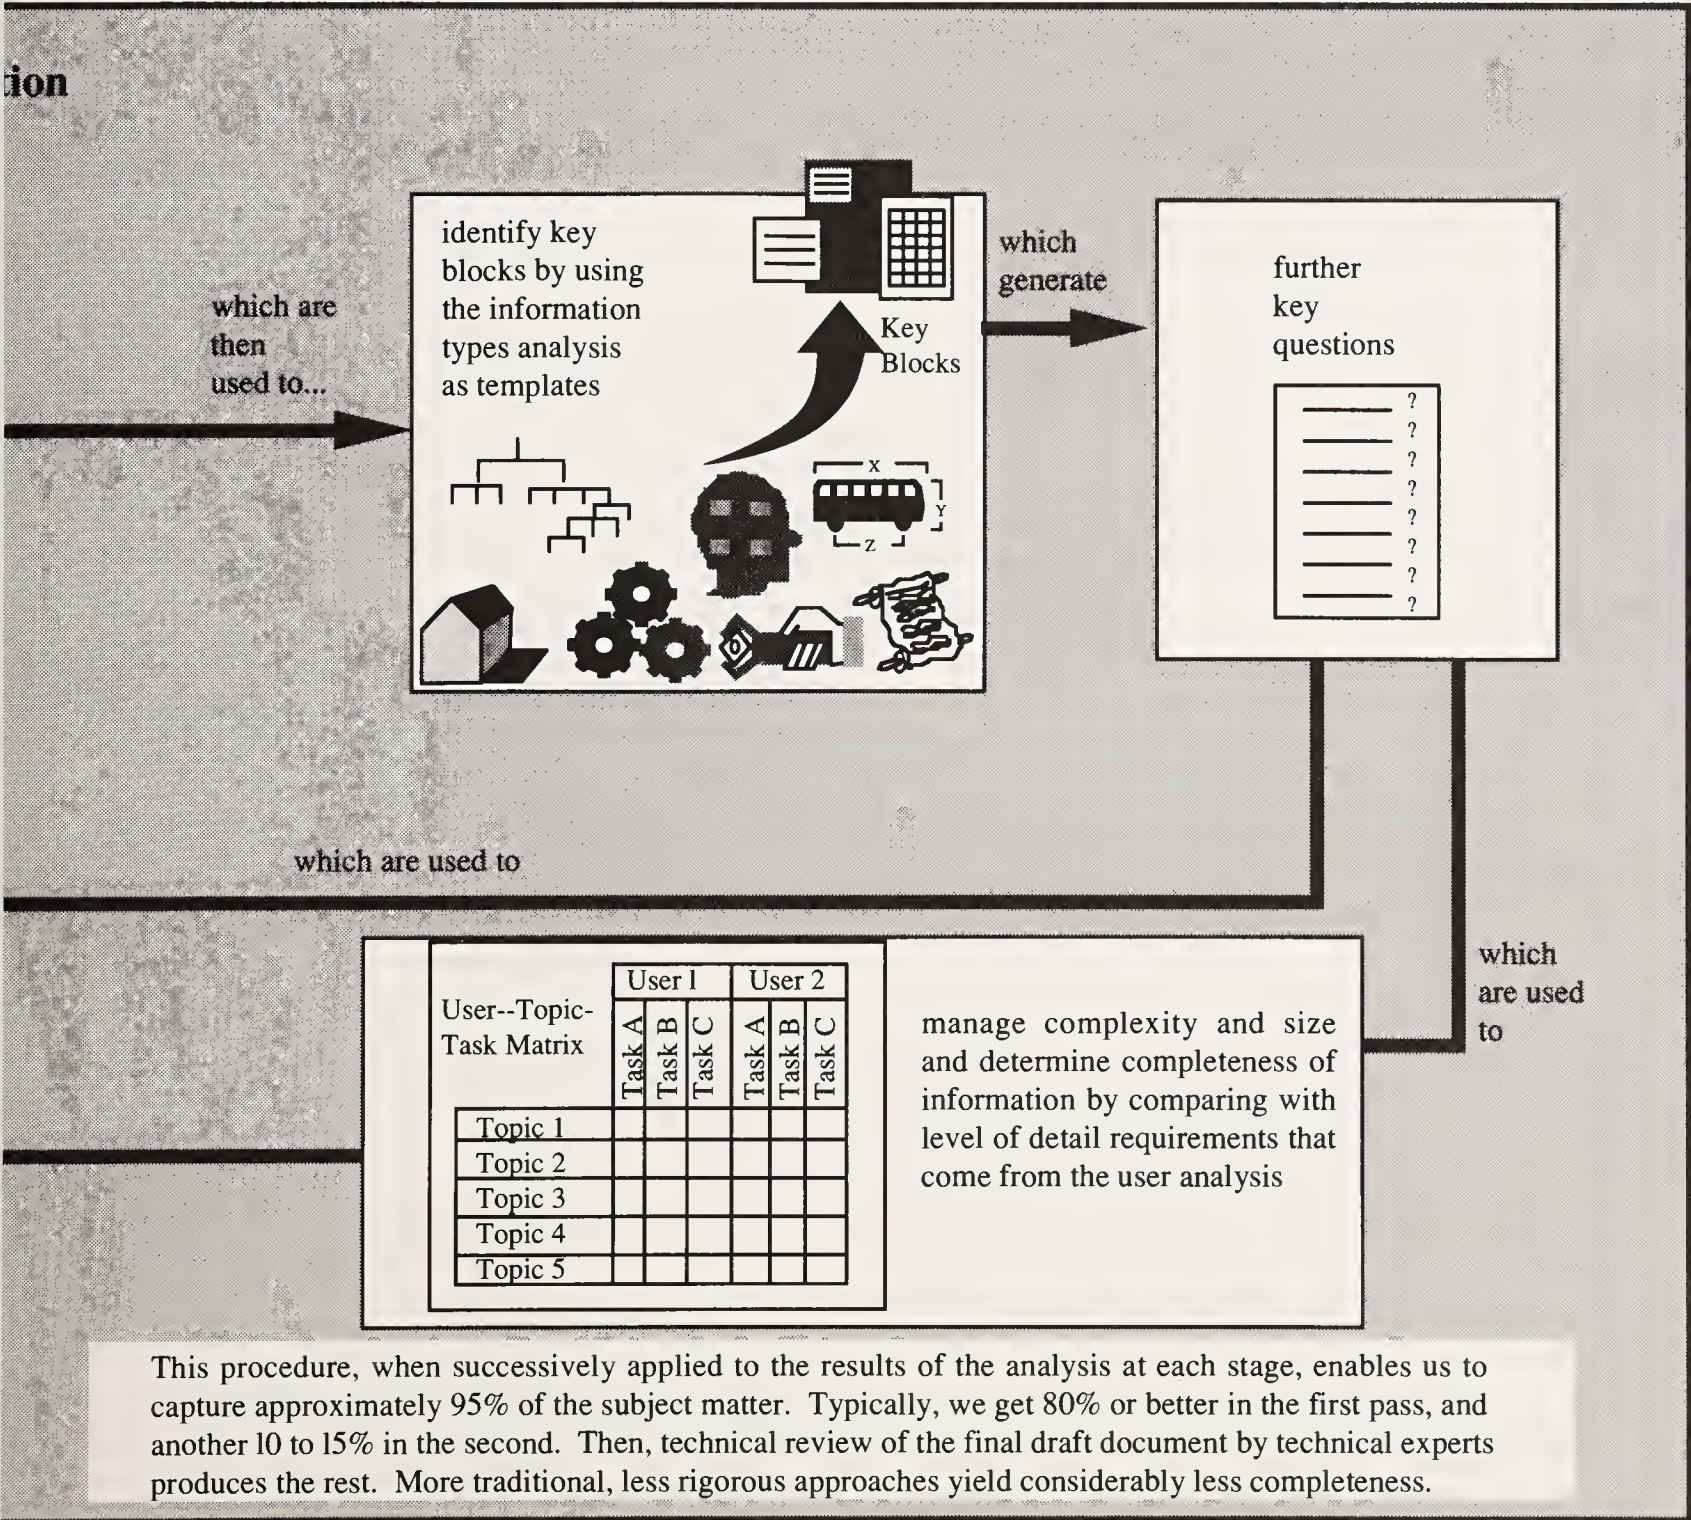 tion
identify key
blocks by using
the information
types analysis
as templates
Key
Blocks
X
Y
Z
which are
then
used to...
which
generate
further
key
questions
?
?
?
?
?
?
?
?
which are used to
which
are used
to
User--Topic-
Task Matrix
User 1 User 2
Task A Task B Task C Task A Task B Task C
Topic 1
Topic 2
Topic 3
Topic 4
Topic 5
manage complexity and size
and determine completeness of
information by comparing with
level of detail requirements that
come from the user analysis
This procedure, when successively applied to the results of the analysis at each stage, enables us to
capture approximately 95% of the subject matter. Typically, we get 80% or better in the first pass, and
another 10 to 15% in the second. Then, technical review of the final draft document by technical experts
produces the rest. More traditional, less rigorous approaches yield considerably less completeness.